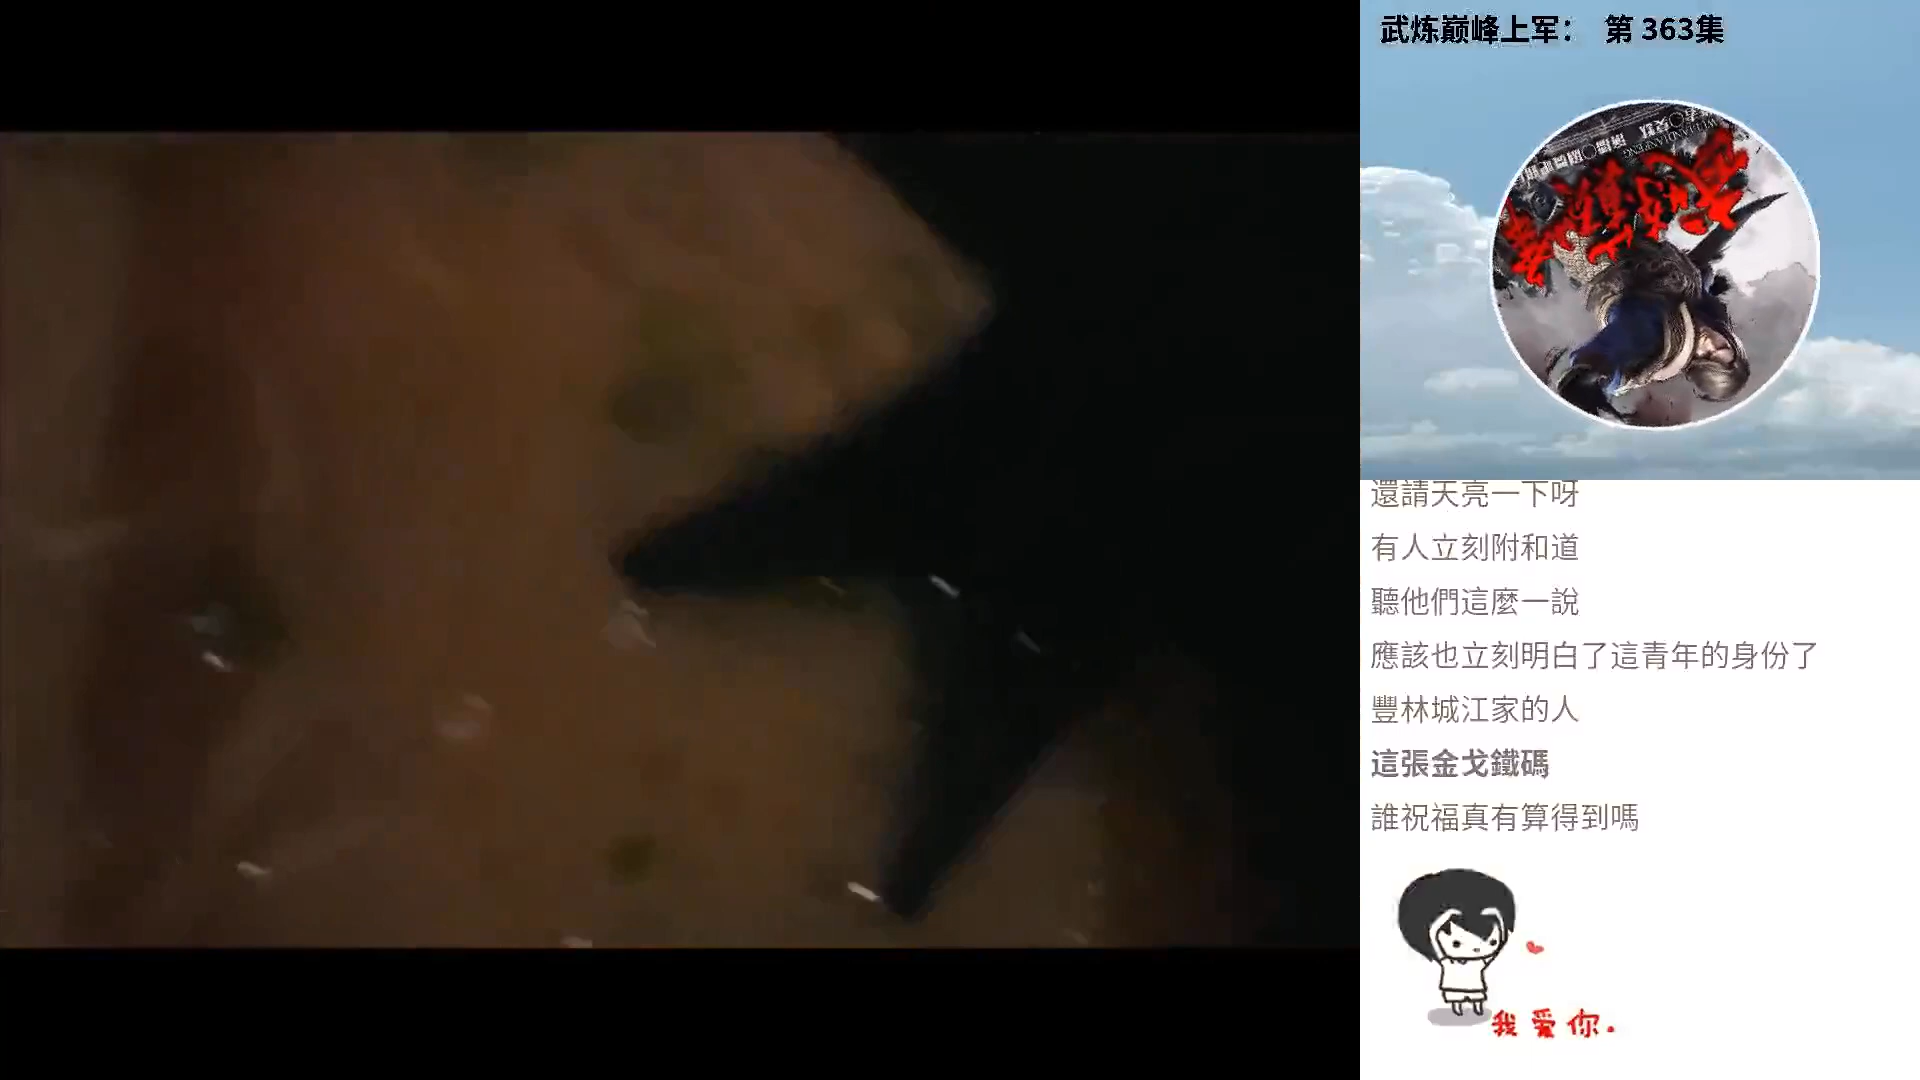 武炼巅峰上军： 第 363集
還請天亮一下呀
有人立刻附和道
聽他們這麼一說
應該也立刻明白了這青年的身份了
豐林城江家的人
這張金戈鐵碼
誰祝福真有算得到嗎
我爱你.